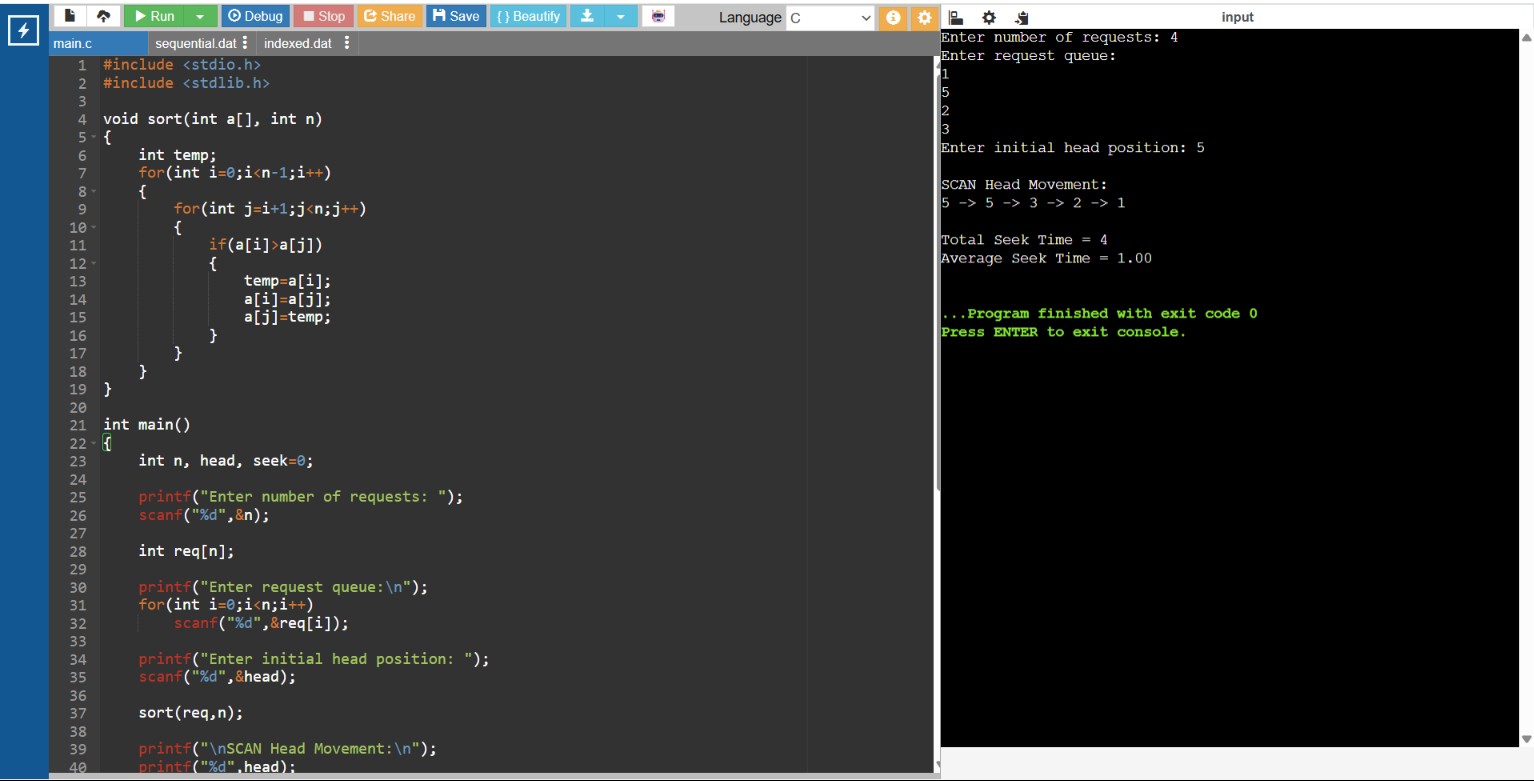 Run Debug Stop Share Save { } Beautify Language C
main.c sequential.dat indexed.dat
1 #include <stdio.h>
2 #include <stdlib.h>
3
4 void sort(int a[], int n)
5 {
6     int temp;
7     for(int i=0;i<n-1;i++)
8     {
9         for(int j=i+1;j<n;j++)
10         {
11             if(a[i]>a[j])
12             {
13                 temp=a[i];
14                 a[i]=a[j];
15                 a[j]=temp;
16             }
17         }
18     }
19 }
20
21 int main()
22 {
23     int n, head, seek=0;
24
25     printf("Enter number of requests: ");
26     scanf("%d",&n);
27
28     int req[n];
29
30     printf("Enter request queue:\n");
31     for(int i=0;i<n;i++)
32         scanf("%d",&req[i]);
33
34     printf("Enter initial head position: ");
35     scanf("%d",&head);
36
37     sort(req,n);
38
39     printf("\nSCAN Head Movement:\n");
40     printf("%d",head);
input
Enter number of requests: 4
Enter request queue:
1
5
2
3
Enter initial head position: 5
SCAN Head Movement:
5 -> 5 -> 3 -> 2 -> 1
Total Seek Time = 4
Average Seek Time = 1.00
...Program finished with exit code 0
Press ENTER to exit console.